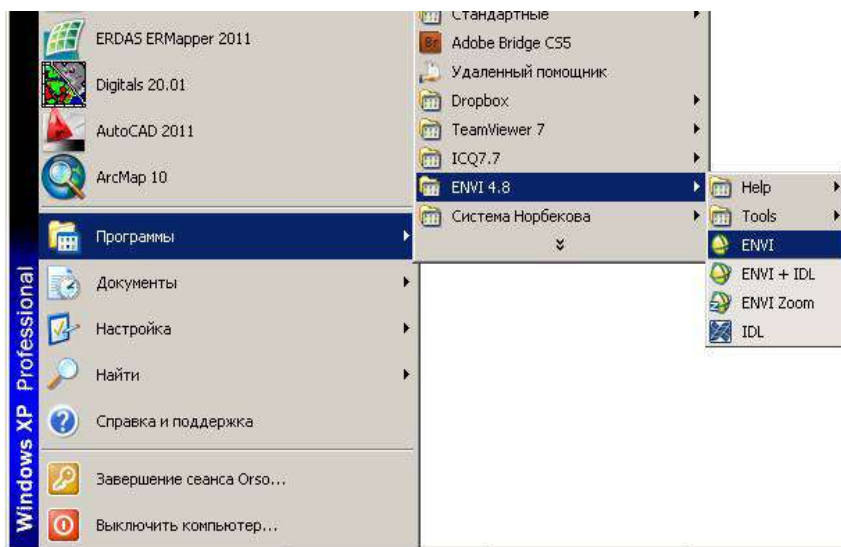 ERDAS ERMapper 2011
Digitals 20.01
AutoCAD 2011
ArcMap 10
Программы
Документы
Настройка
Найти
Справка и поддержка
Завершение сеанса Orso...
Выключить компьютер...
Windows XP Professional
Стандартные
Br Adobe Bridge CS5
Удаленный помощник
Dropbox
TeamViewer 7
ICQ7.7
ENVI 4.8
Система Норбекова
Help
Tools
ENVI
ENVI + IDL
ENVI Zoom
IDL